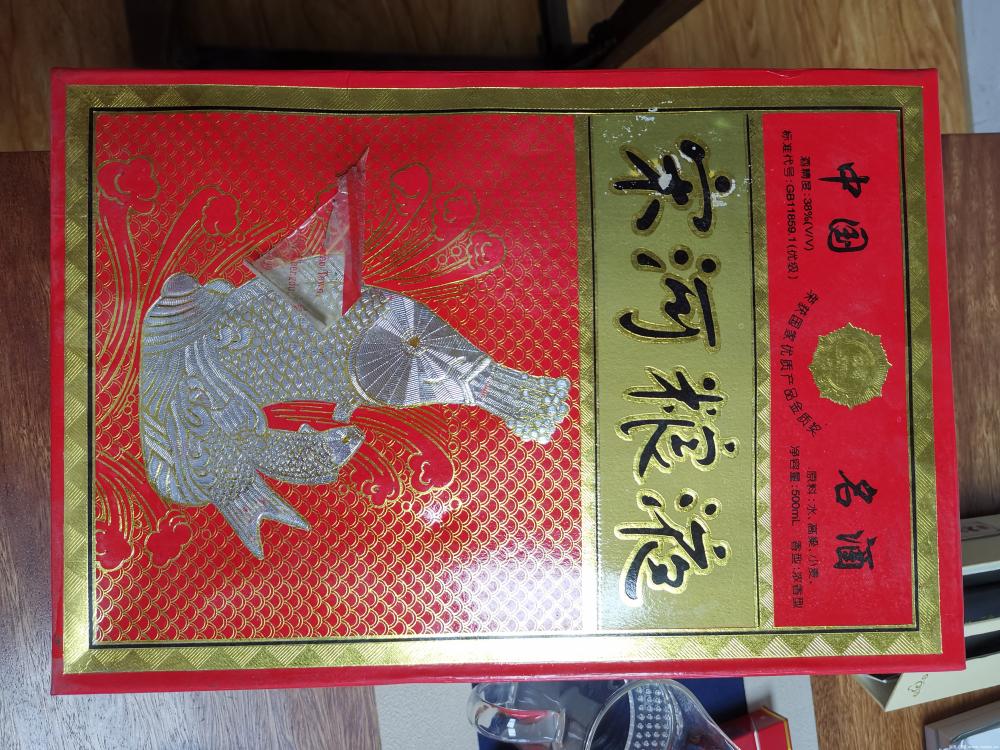 中国名酒
荣获国家优质产品金质奖
酒精度:38%(V/V)
标准代号:GB11859.1(优级)
原料:水、高粱、小麦、
净容量:500mL 香型:浓香型
宋河粮液